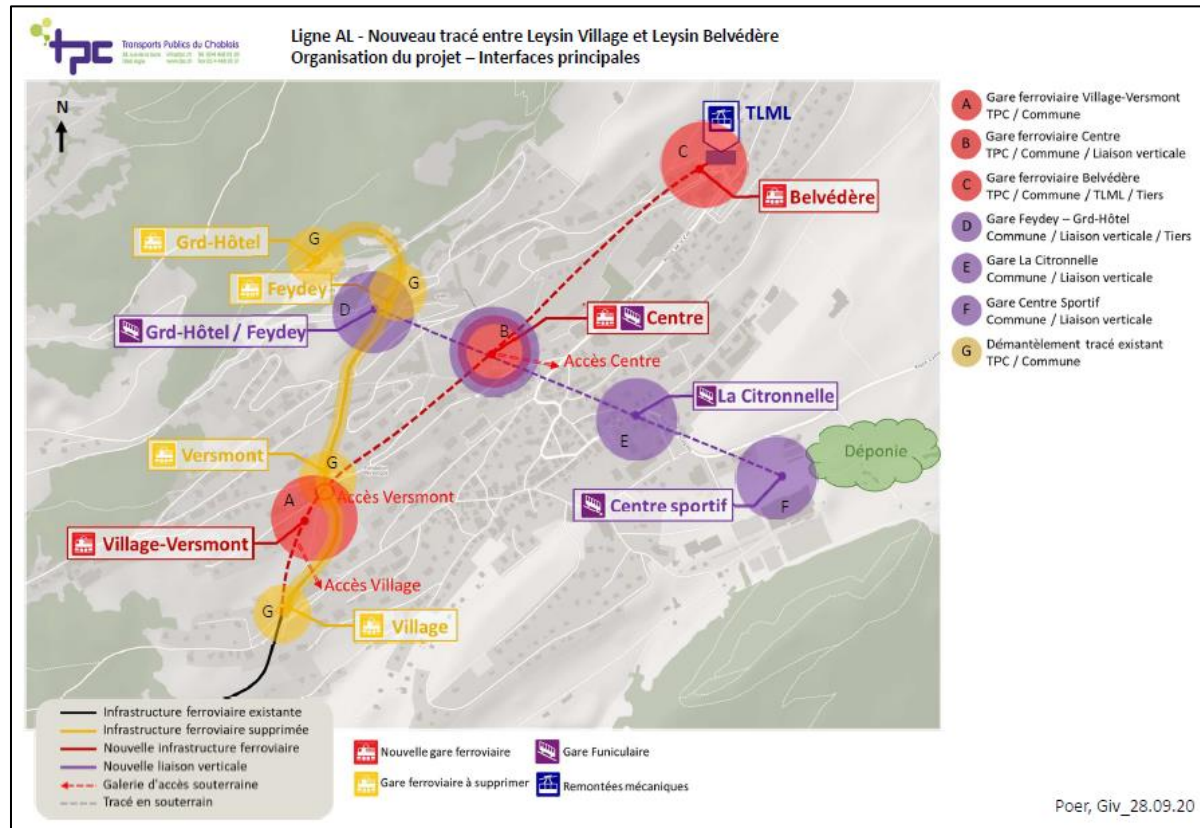 tpc
Transports Publics du Chablais
Ligne AL - Nouveau tracé entre Leysin Village et Leysin Belvédère
Organisation du projet – Interfaces principales
N
TLML
C
Belvédère
G
Grd-Hôtel
Feydey
G
D
Grd-Hôtel / Feydey
B
Centre
Accès Centre
La Citronnelle
E
Déponie
Versmont
G
Accès Versmont
A
Centre sportif
F
Village-Versmont
Accès Village
G
Village
A
Gare ferroviaire Village-Versmont
TPC / Commune
B
Gare ferroviaire Centre
TPC / Commune / Liaison verticale
C
Gare ferroviaire Belvédère
TPC / Commune / TLML / Tiers
D
Gare Feydey – Grd-Hôtel
Commune / Liaison verticale / Tiers
E
Gare La Citronnelle
Commune / Liaison verticale
F
Gare Centre Sportif
Commune / Liaison verticale
G
Démantèlement tracé existant
TPC / Commune
Infrastructure ferroviaire existante
Infrastructure ferroviaire supprimée
Nouvelle infrastructure ferroviaire
Nouvelle liaison verticale
Galerie d'accès souterraine
Tracé en souterrain
Nouvelle gare ferroviaire
Gare Funiculaire
Gare ferroviaire à supprimer
Remontées mécaniques
Poer, Giv_28.09.20